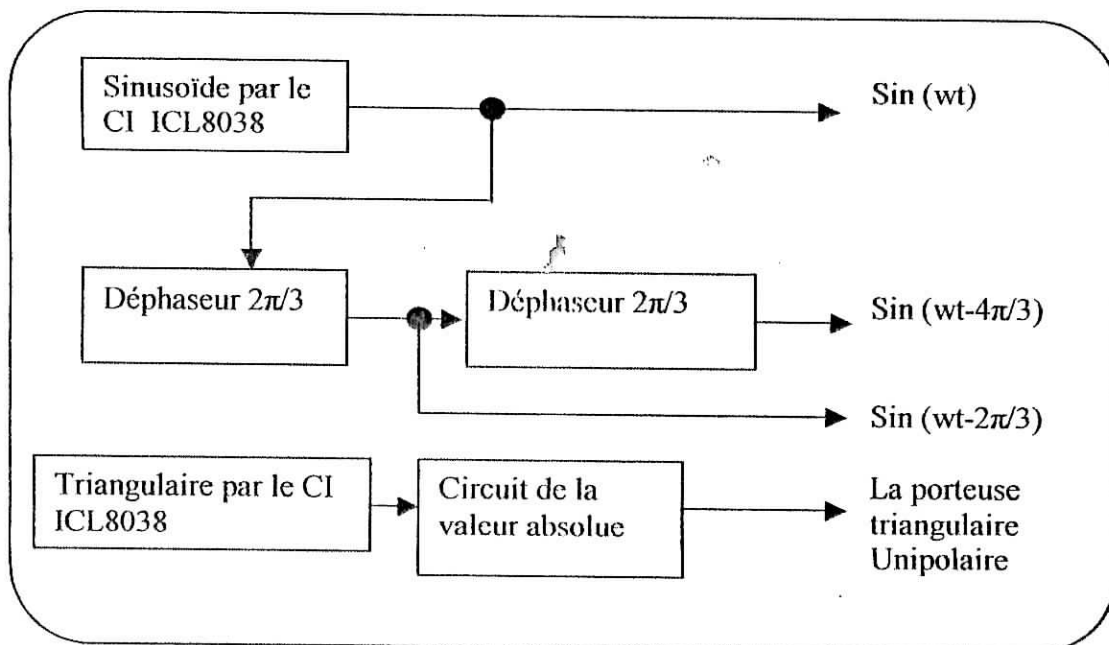 Sinusoïde par le
CI ICL8038
Sin (wt)
Déphaseur 2π/3
Déphaseur 2π/3
Sin (wt-4π/3)
Sin (wt-2π/3)
Triangulaire par le CI
ICL8038
Circuit de la
valeur absolue
La porteuse
triangulaire
Unipolaire